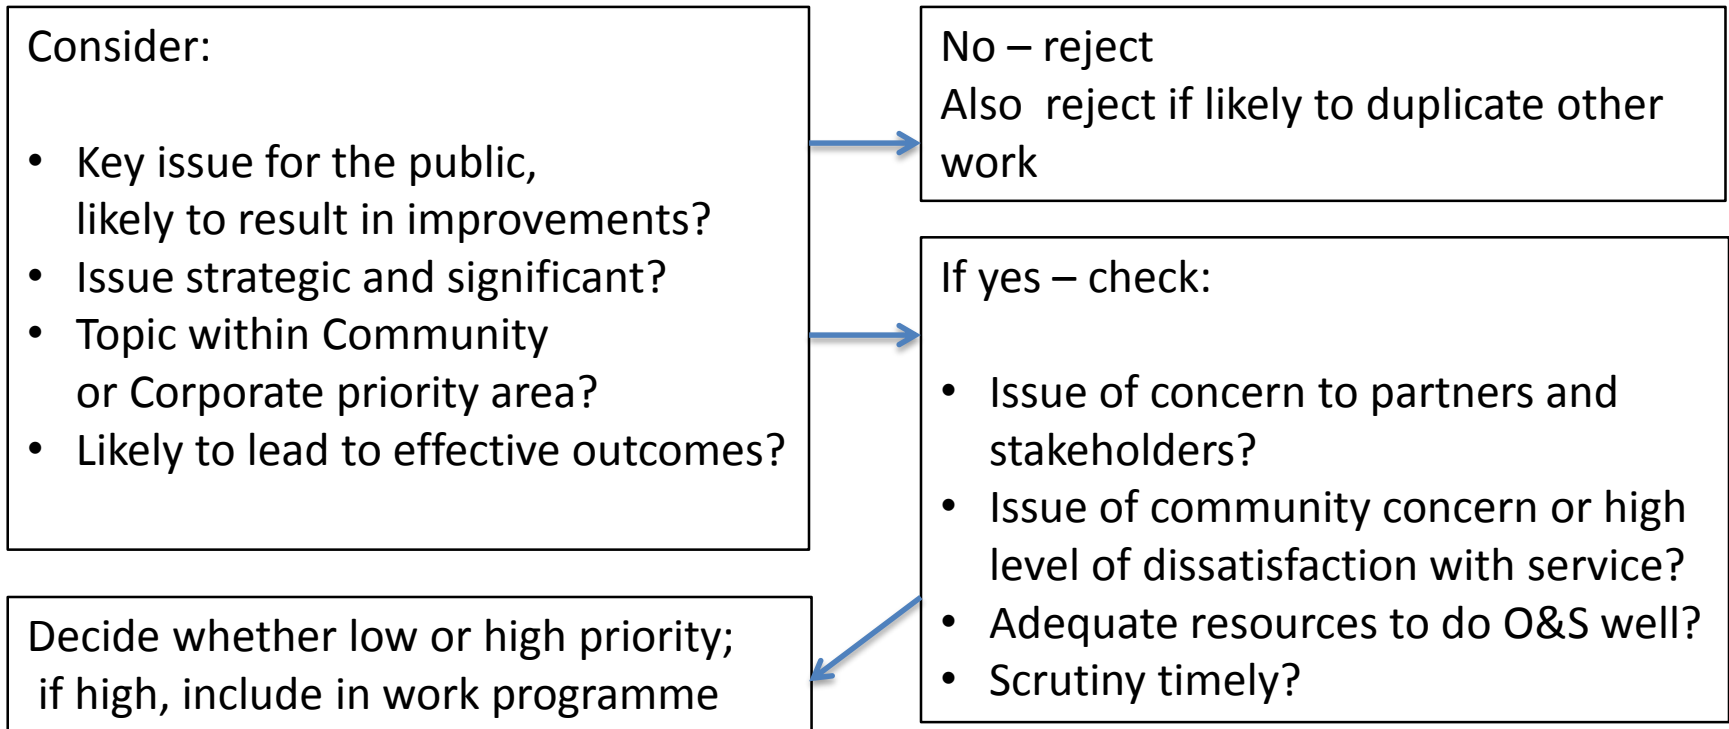 Consider:
• Key issue for the public,
likely to result in improvements?
• Issue strategic and significant?
• Topic within Community
or Corporate priority area?
• Likely to lead to effective outcomes?
No – reject
Also  reject if likely to duplicate other
work
If yes – check:
• Issue of concern to partners and
stakeholders?
• Issue of community concern or high
level of dissatisfaction with service?
• Adequate resources to do O&S well?
• Scrutiny timely?
Decide whether low or high priority;
if high, include in work programme